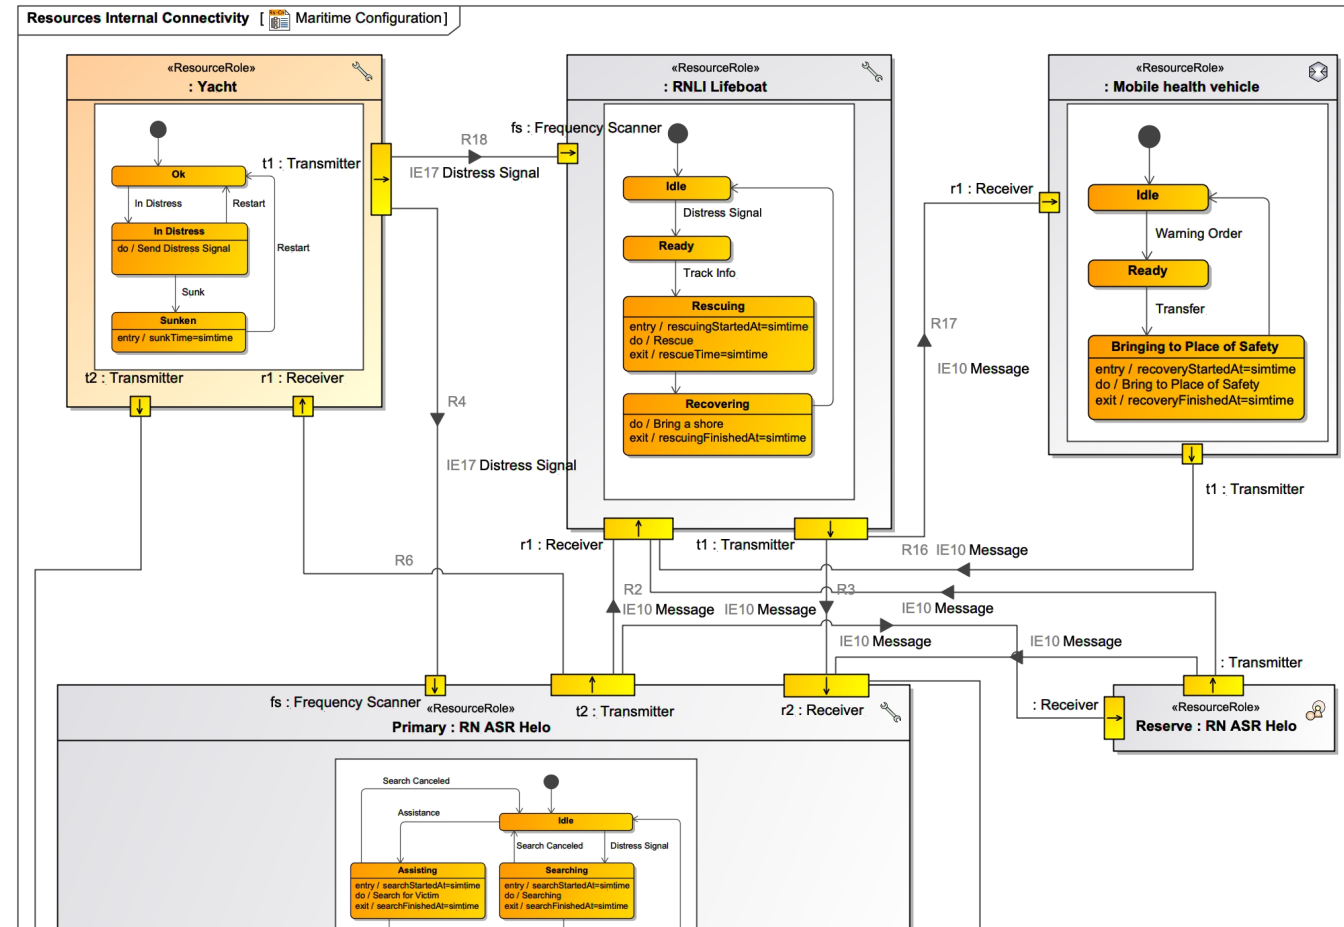 Resources Internal Connectivity [ Maritime Configuration ]
«ResourceRole»
: Yacht
Ok
In Distress
Restart
In Distress
do / Send Distress Signal
Restart
Sunk
Sunken
entry / sunkTime=simtime
t1 : Transmitter
t2 : Transmitter
r1 : Receiver
R18
IE17 Distress Signal
R4
IE17 Distress Signal
R6
«ResourceRole»
: RNLI Lifeboat
fs : Frequency Scanner
Idle
Distress Signal
Ready
Track Info
Rescuing
entry / rescuingStartedAt=simtime
do / Rescue
exit / rescueTime=simtime
Recovering
do / Bring a shore
exit / rescuingFinishedAt=simtime
r1 : Receiver
t1 : Transmitter
«ResourceRole»
: Mobile health vehicle
r1 : Receiver
Idle
Warning Order
Ready
Transfer
Bringing to Place of Safety
entry / recoveryStartedAt=simtime
do / Bring to Place of Safety
exit / recoveryFinishedAt=simtime
t1 : Transmitter
R17
IE10 Message
R16 IE10 Message
R2
IE10 Message
R3
IE10 Message
IE10 Message
IE10 Message
IE10 Message
: Transmitter
: Receiver
«ResourceRole»
Reserve : RN ASR Helo
fs : Frequency Scanner
«ResourceRole»
t2 : Transmitter
r2 : Receiver
Primary : RN ASR Helo
Search Canceled
Assistance
Idle
Search Canceled
Distress Signal
Assisting
entry / searchStartedAt=simtime
do / Search for Victim
exit / searchFinishedAt=simtime
Searching
entry / searchStartedAt=simtime
do / Searching
exit / searchFinishedAt=simtime